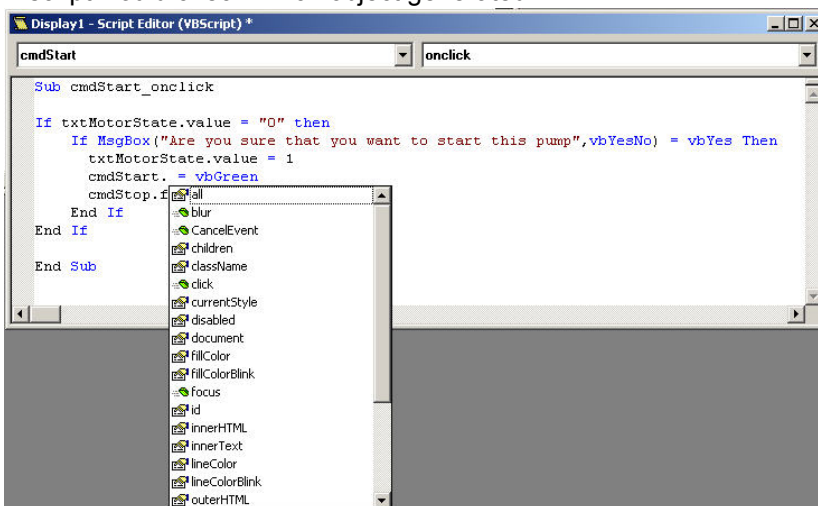 Display1 - Script Editor (VBScript) *
cmdStart onclick
Sub cmdStart_onclick
If txtMotorState.value = "0" then
If MsgBox("Are you sure that you want to start this pump",vbYesNo) = vbYes Then
txtMotorState.value = 1
cmdStart. = vbGreen
cmdStop.f
End If
End If
End Sub
all
blur
CancelEvent
children
className
click
currentStyle
disabled
document
fillColor
fillColorBlink
focus
id
innerHTML
innerText
lineColor
lineColorBlink
outerHTML